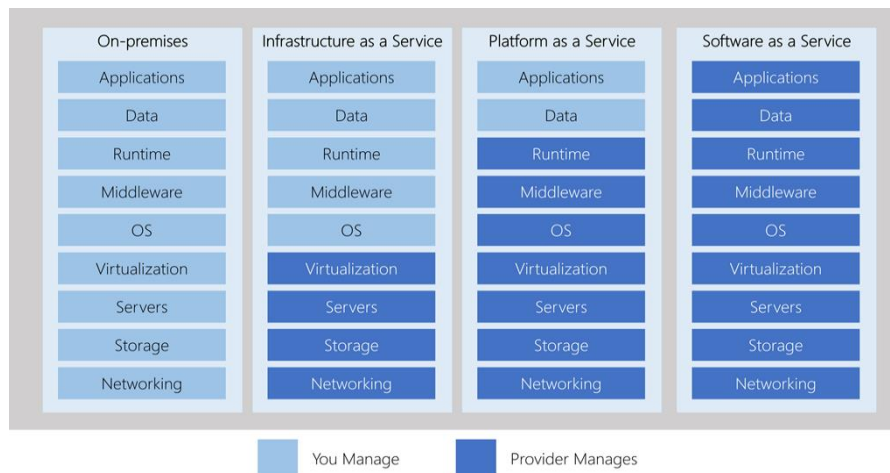 On-premises
Applications
Data
Runtime
Middleware
OS
Virtualization
Servers
Storage
Networking
Infrastructure as a Service
Applications
Data
Runtime
Middleware
OS
Virtualization
Servers
Storage
Networking
Platform as a Service
Applications
Data
Runtime
Middleware
OS
Virtualization
Servers
Storage
Networking
Software as a Service
Applications
Data
Runtime
Middleware
OS
Virtualization
Servers
Storage
Networking
You Manage
Provider Manages